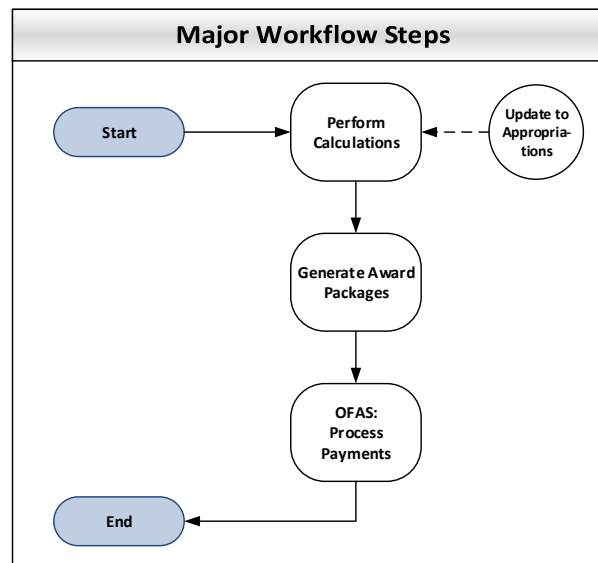 Major Workflow Steps
Start
Perform
Calculations
Update to
Appropria-
tions
Generate Award
Packages
OFAS:
Process
Payments
End